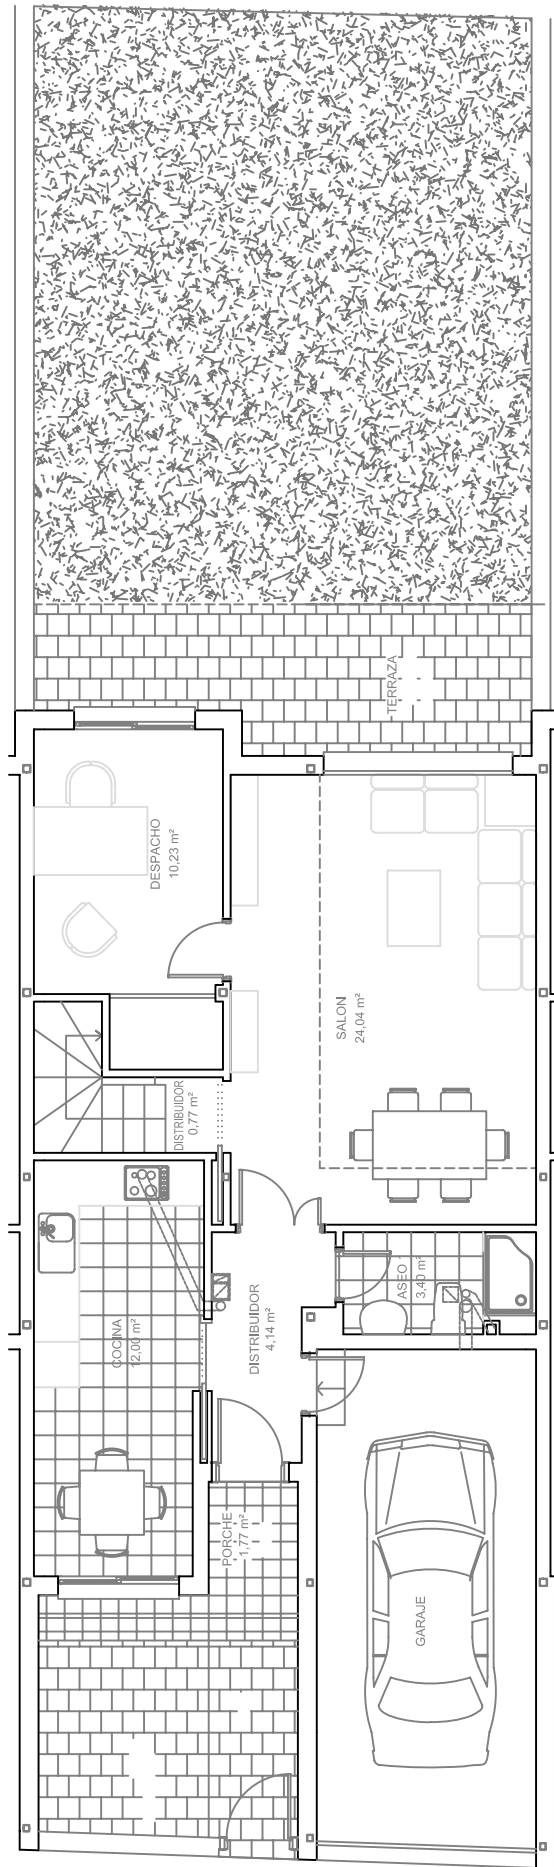 TERRAZA
DESPACHO
10,23 m²
SALON
24,04 m²
DISTRIBUIDOR
0,77 m²
ASEO 1
3,40 m²
DISTRIBUIDOR
4,14 m²
COCINA
12,00 m²
PORCHE
1,77 m²
GARAJE